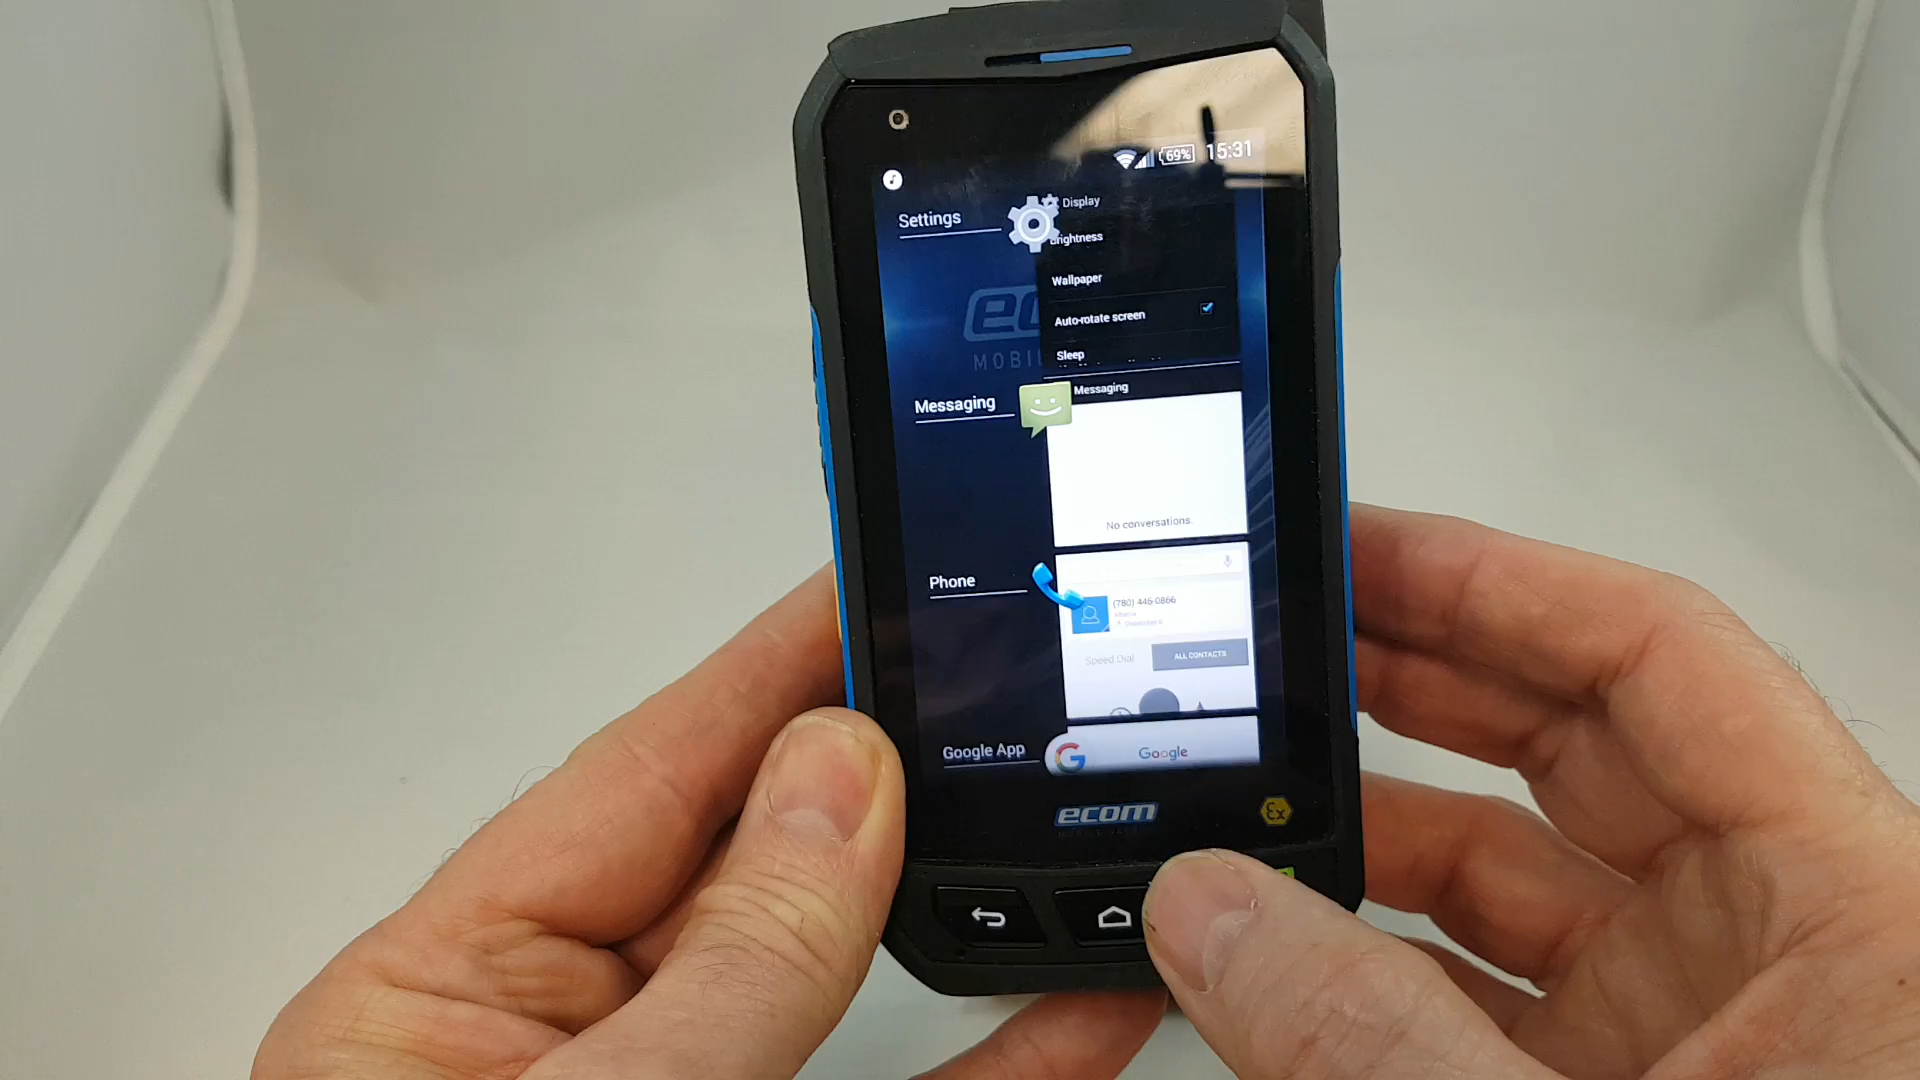 69% 15:31
Settings
Display
Brightness
Wallpaper
Auto-rotate screen
Sleep
Messaging
Messaging
No conversations.
Phone
(780) 446-0866
Speed Dial
ALL CONTACTS
Google App
G
Google
ecom
Ex